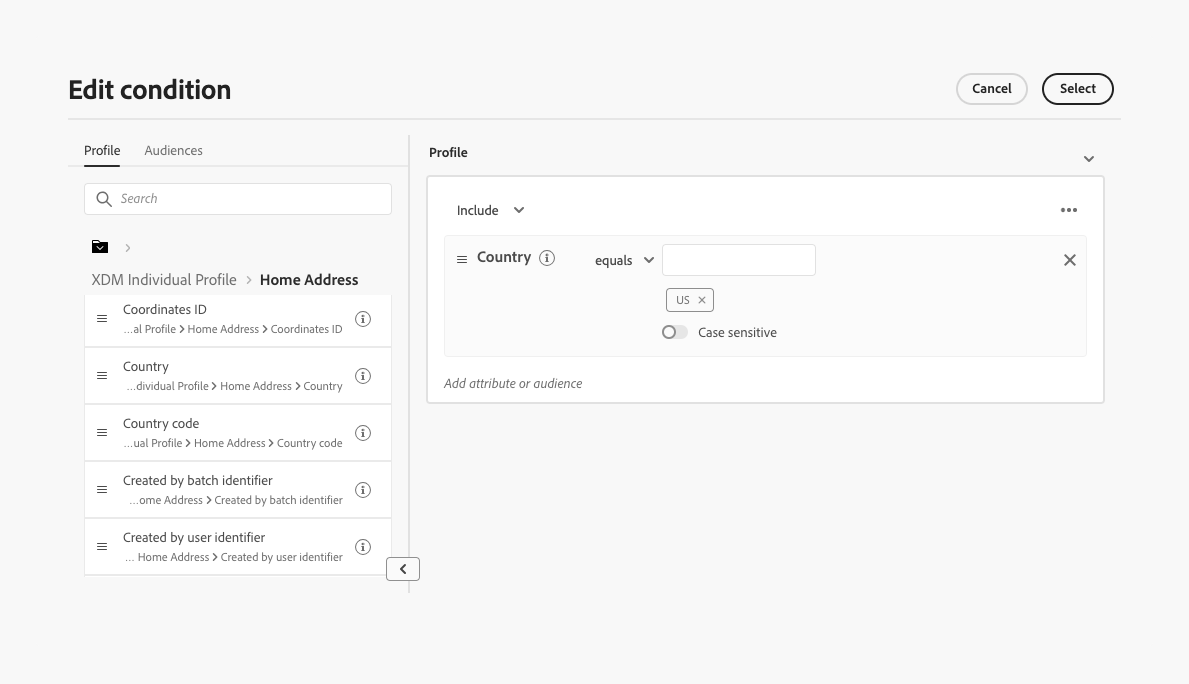 Edit condition
Cancel
Select
Profile
Audiences
Search
XDM Individual Profile > Home Address
Coordinates ID
...al Profile > Home Address > Coordinates ID
Country
...dividual Profile > Home Address > Country
Country code
...ual Profile > Home Address > Country code
Created by batch identifier
...ome Address > Created by batch identifier
Created by user identifier
... Home Address > Created by user identifier
Profile
Include
Country
equals
US
Case sensitive
Add attribute or audience